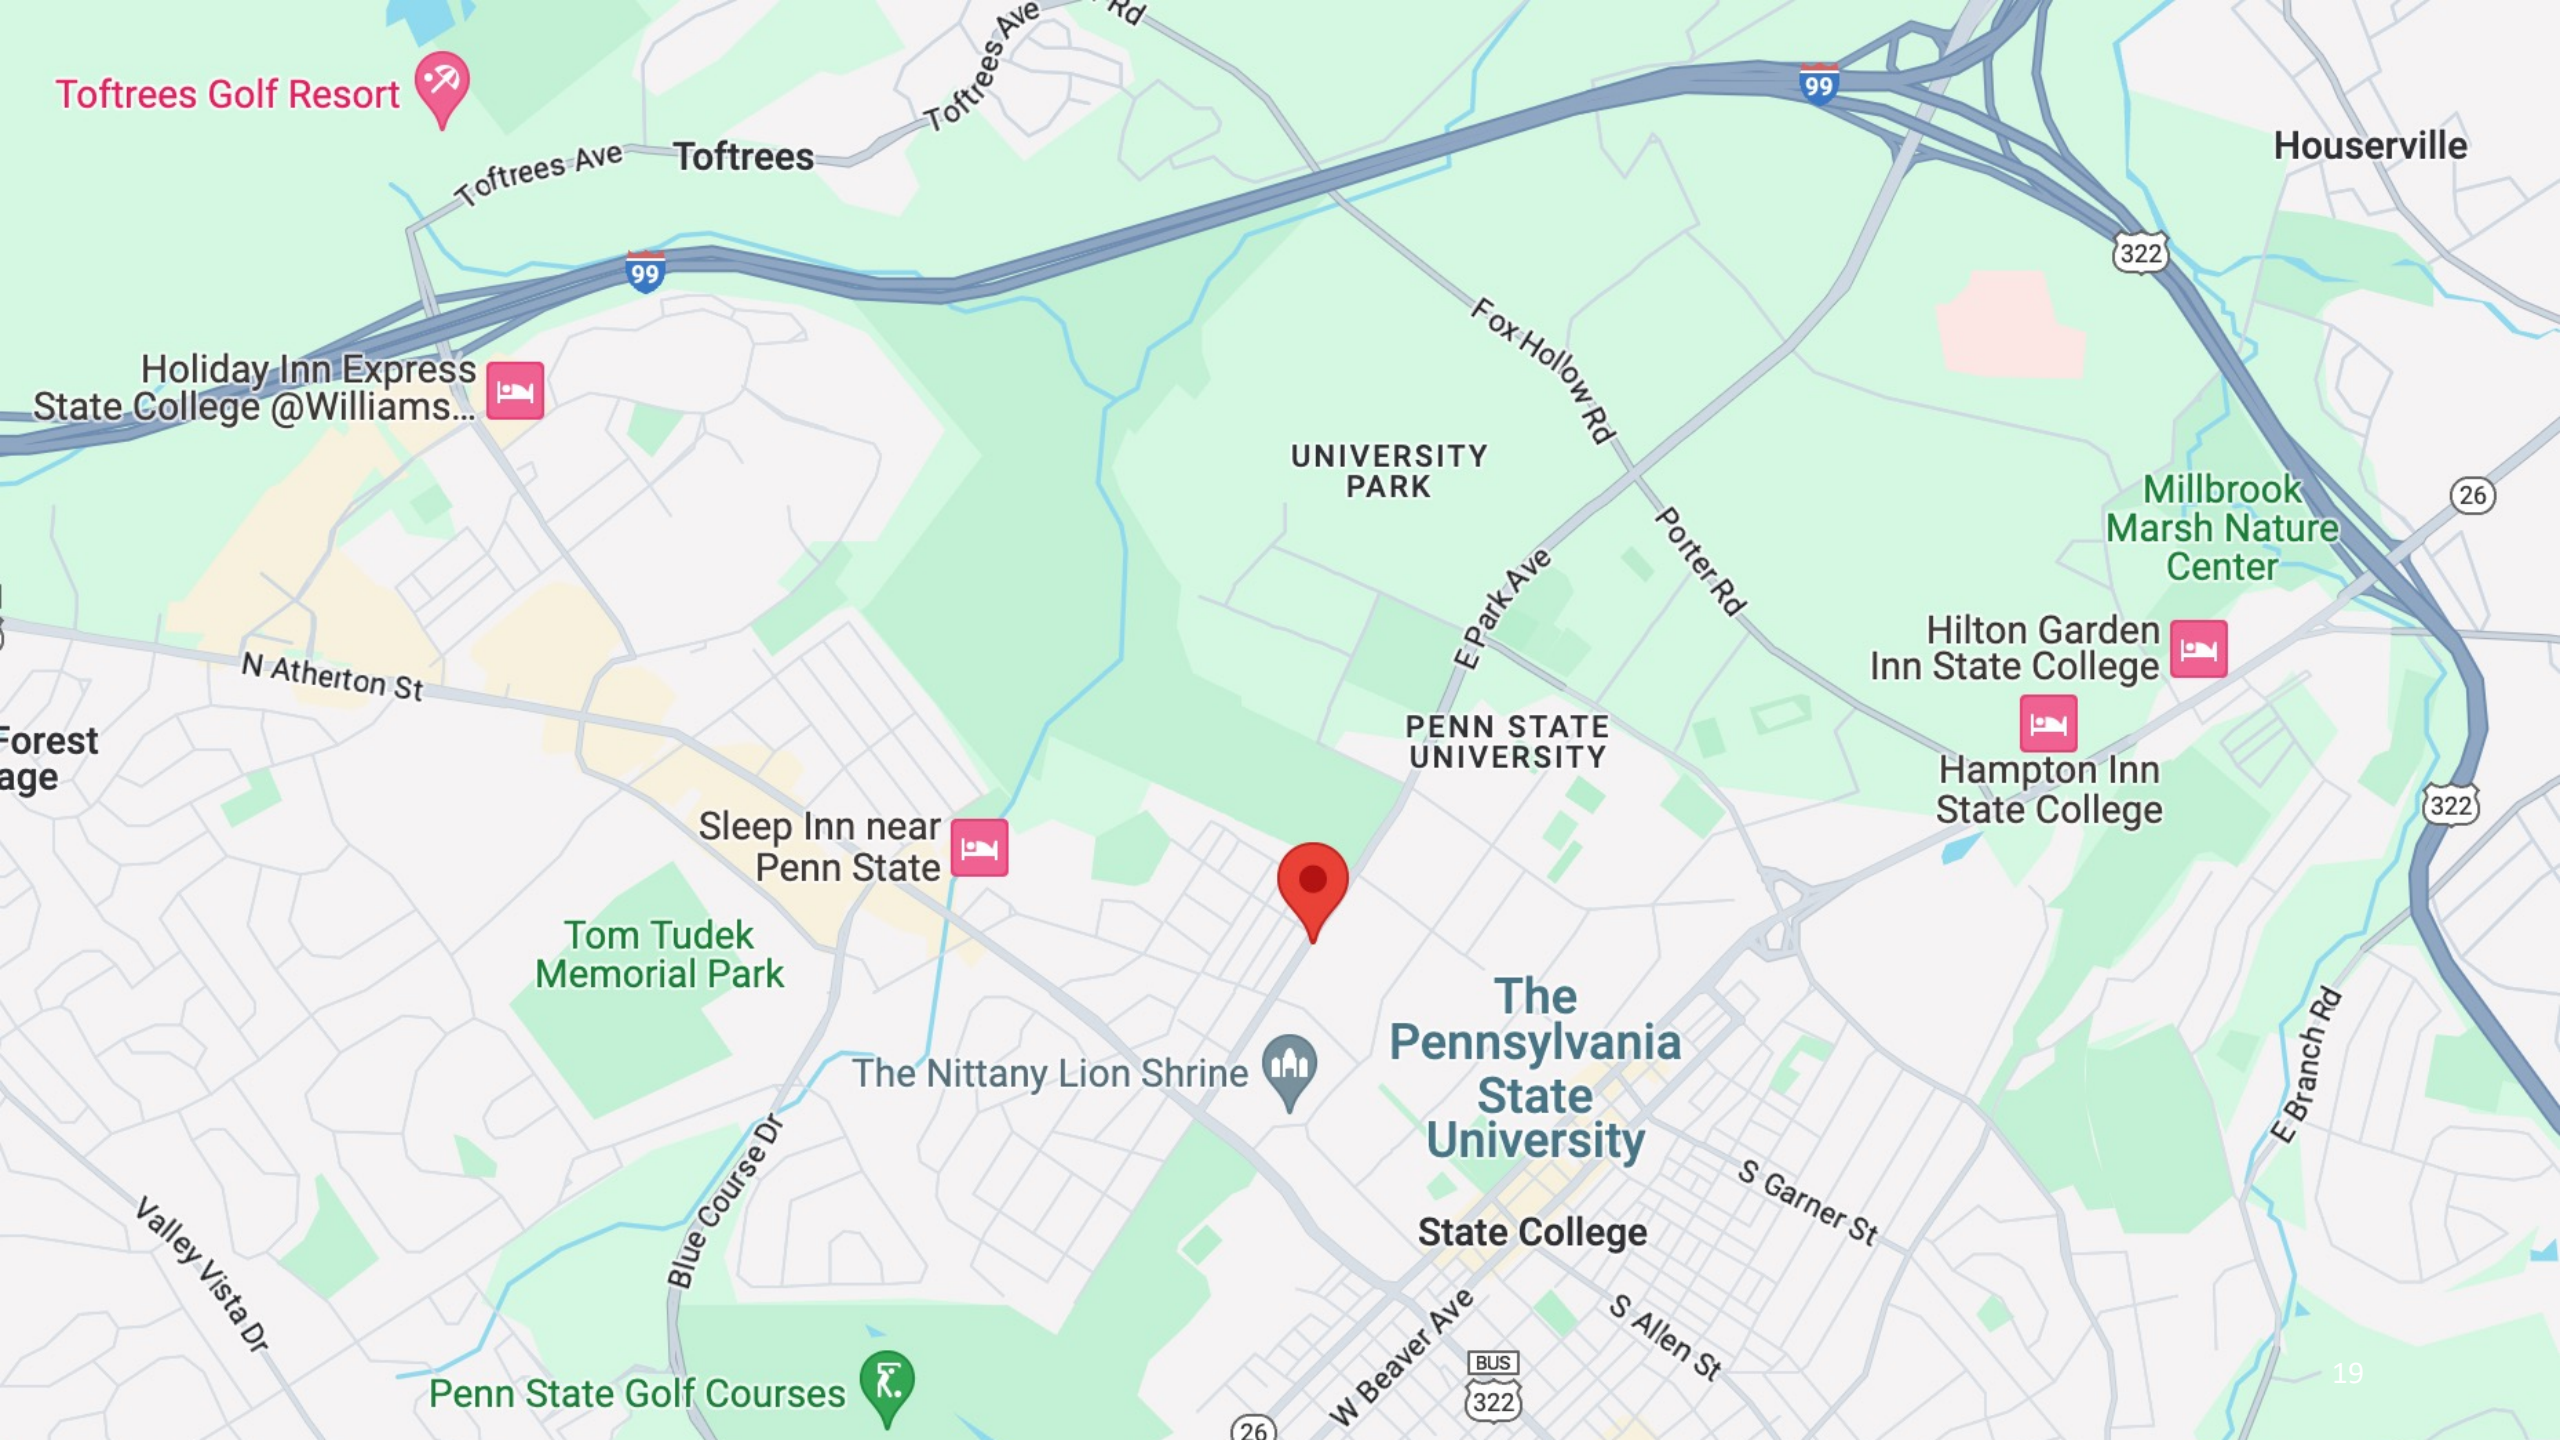 Rd
Toftrees Ave
Toftrees Golf Resort
99
Toftrees Ave
Toftrees
Houserville
322
99
Fox Hollow Rd
Holiday Inn Express
State College @Williams...
UNIVERSITY
PARK
26
Millbrook
Marsh Nature
Center
Porter Rd
E Park Ave
Hilton Garden
Inn State College
N Atherton St
PENN STATE
UNIVERSITY
Forest
age
Hampton Inn
State College
322
Sleep Inn near
Penn State
Tom Tudek
Memorial Park
The
Pennsylvania
State
University
The Nittany Lion Shrine
E Branch Rd
Blue Course Dr
S Garner St
State College
Valley Vista Dr
W Beaver Ave
S Allen St
BUS
322
19
Penn State Golf Courses
26